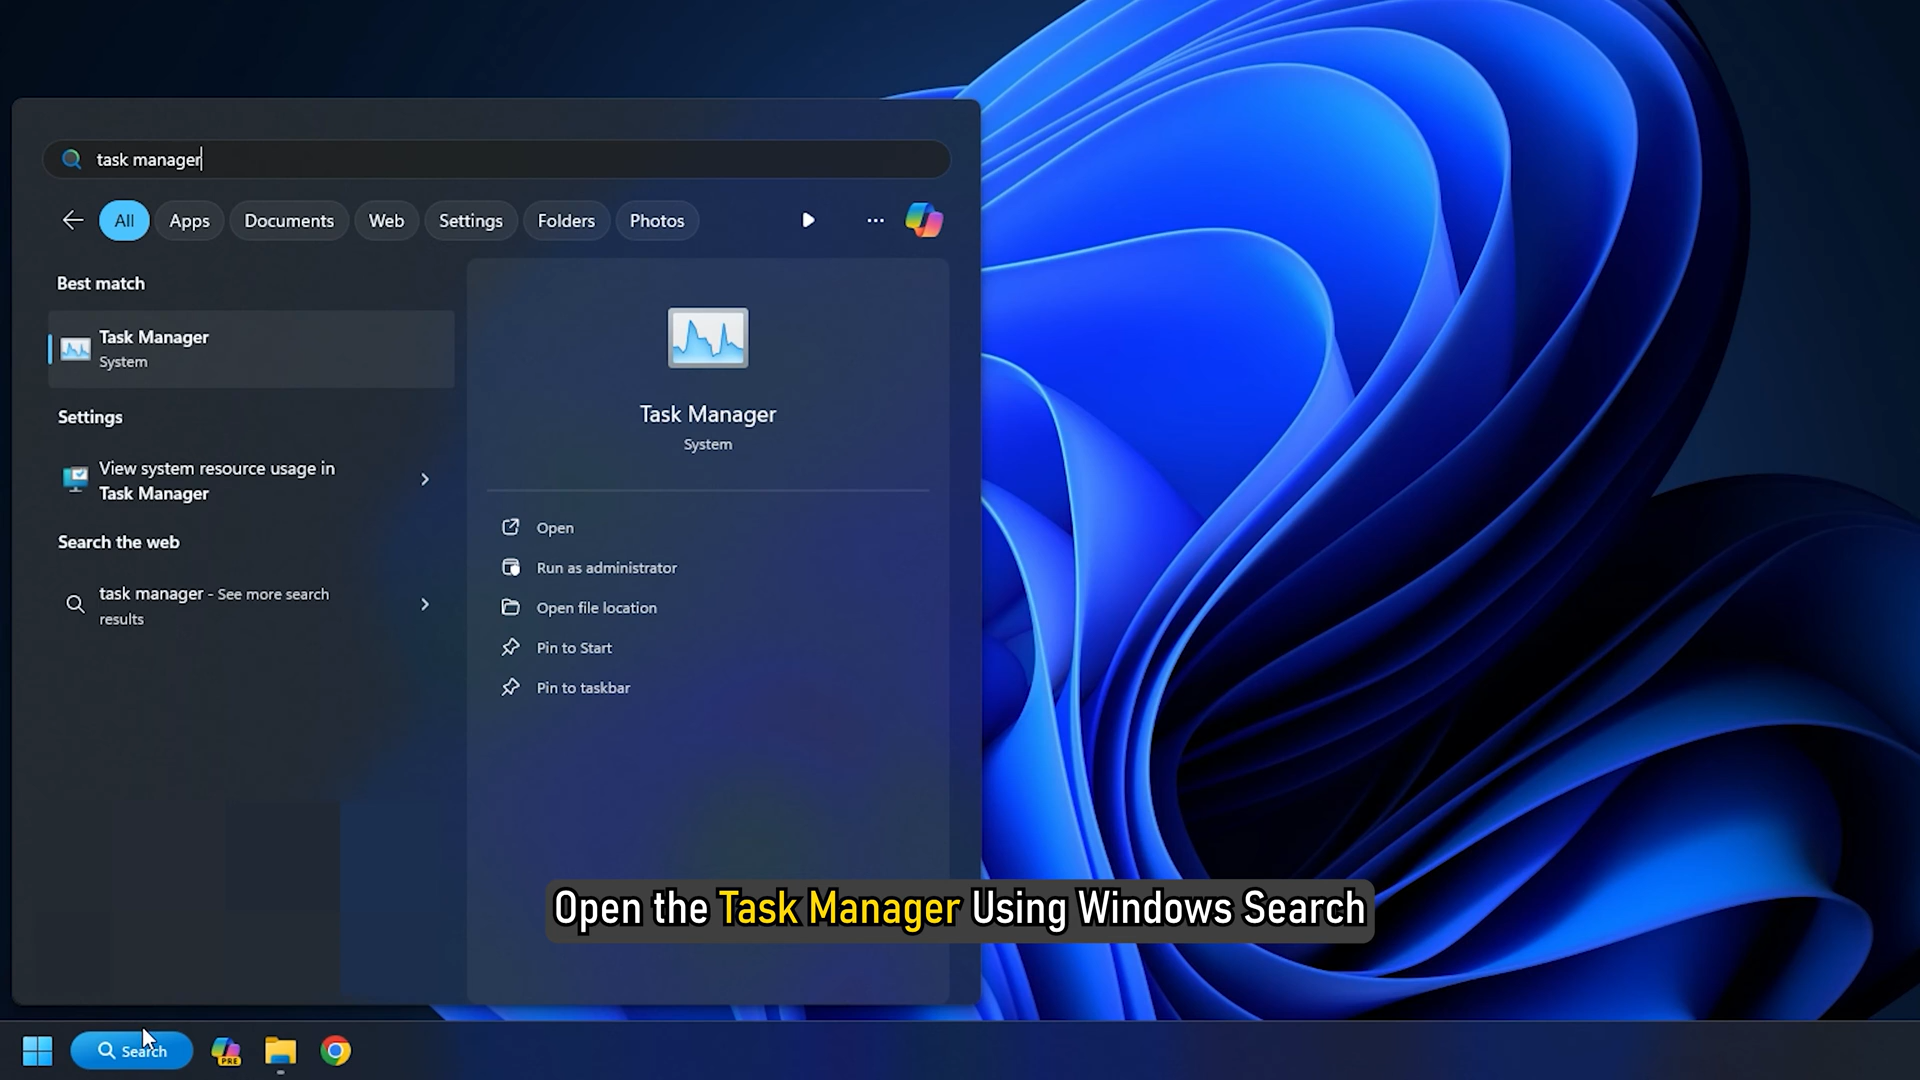 task manager
All Apps Documents Web Settings Folders Photos
Best match
Task Manager
System
Settings
View system resource usage in
Task Manager
Search the web
task manager - See more search
results
Task Manager
System
Open
Run as administrator
Open file location
Pin to Start
Pin to taskbar
Open the Task Manager Using Windows Search
Search
PRE